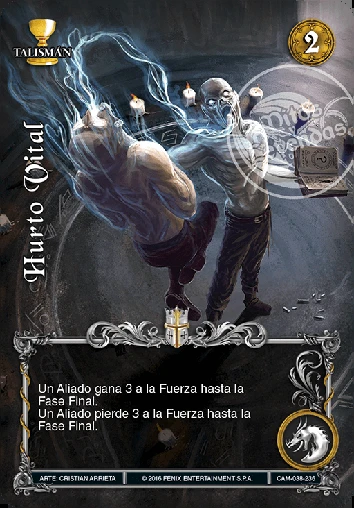 TALISMÁN
2
Mitos y Leyendas
Hurto Vital
Un Aliado gana 3 a la Fuerza hasta la
Fase Final.
Un Aliado pierde 3 a la Fuerza hasta la
Fase Final.
ARTE: CRISTIAN ARRIETA
© 2016 FENIX ENTERTAINMENT S.P.A.